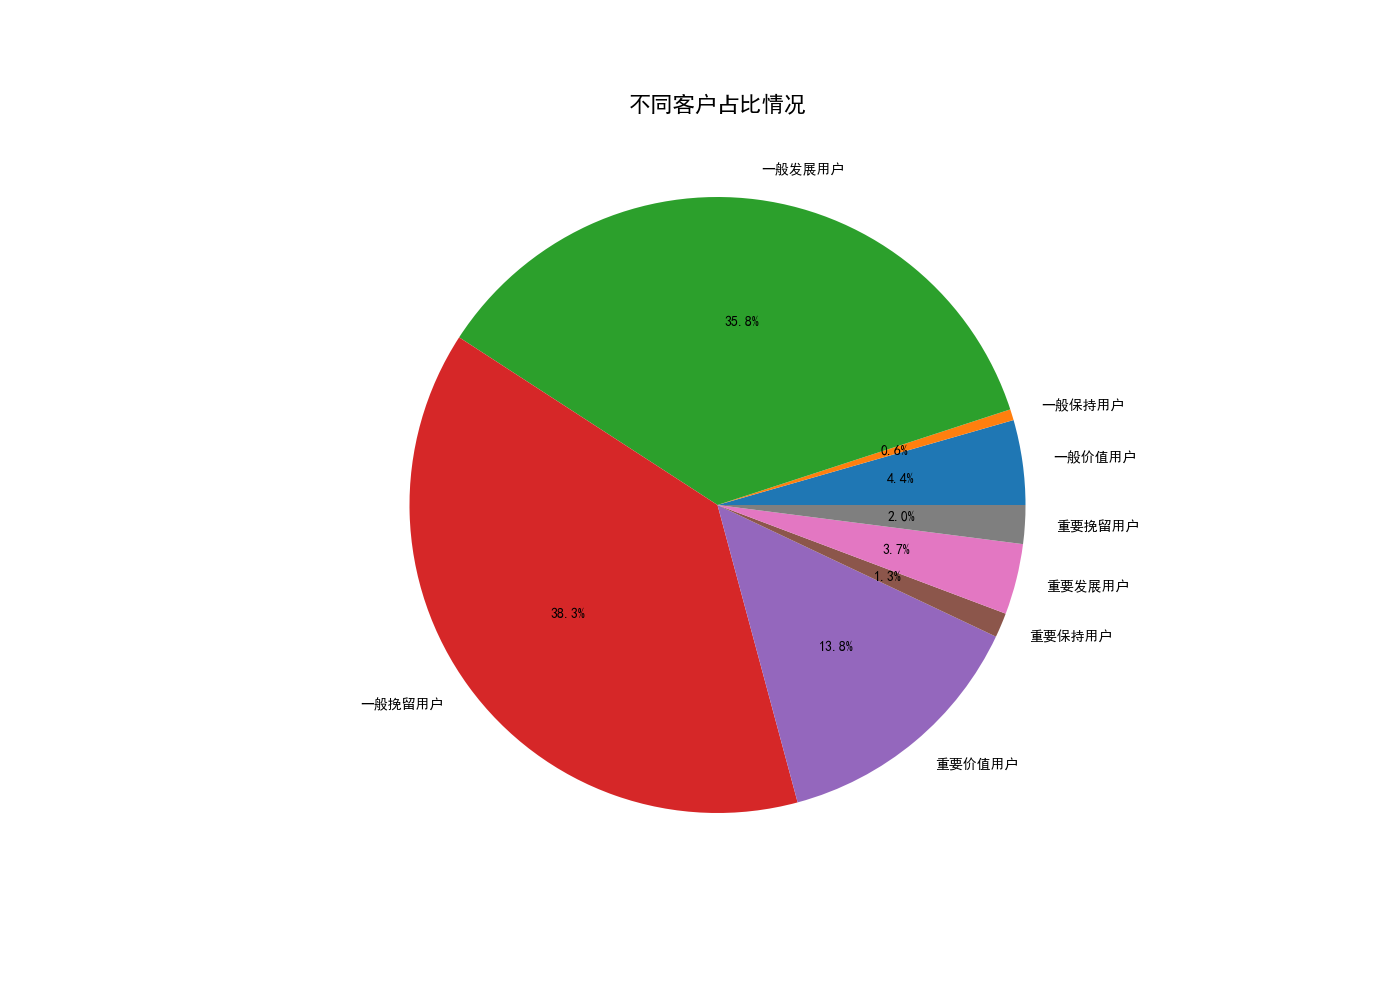 不同客户占比情况
一般发展用户
35.8%
一般保持用户
0.6%
一般价值用户
4.4%
2.0%
重要挽留用户
3.7%
1.3%
重要发展用户
38.3%
重要保持用户
13.8%
一般挽留用户
重要价值用户